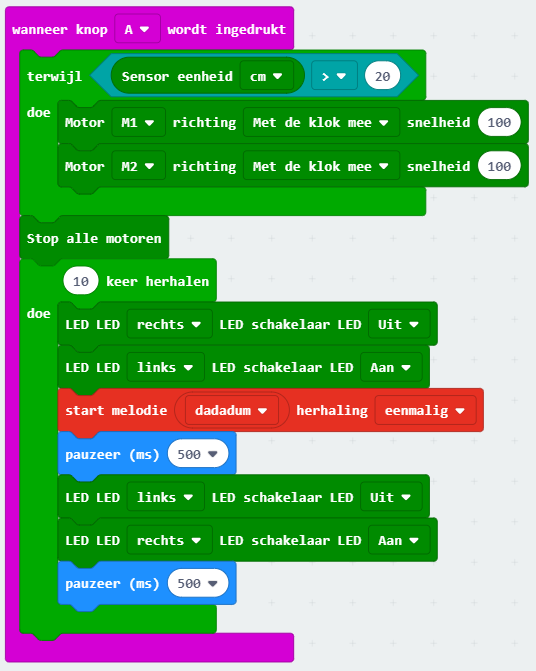 wanneer knop A wordt ingedrukt
terwijl Sensor eenheid cm > 20
doe
Motor M1 richting Met de klok mee snelheid 100
Motor M2 richting Met de klok mee snelheid 100
Stop alle motoren
10 keer herhalen
doe
LED LED rechts LED schakelaar LED Uit
LED LED links LED schakelaar LED Aan
start melodie dadadum herhaling eenmalig
pauzeer (ms) 500
LED LED links LED schakelaar LED Uit
LED LED rechts LED schakelaar LED Aan
pauzeer (ms) 500